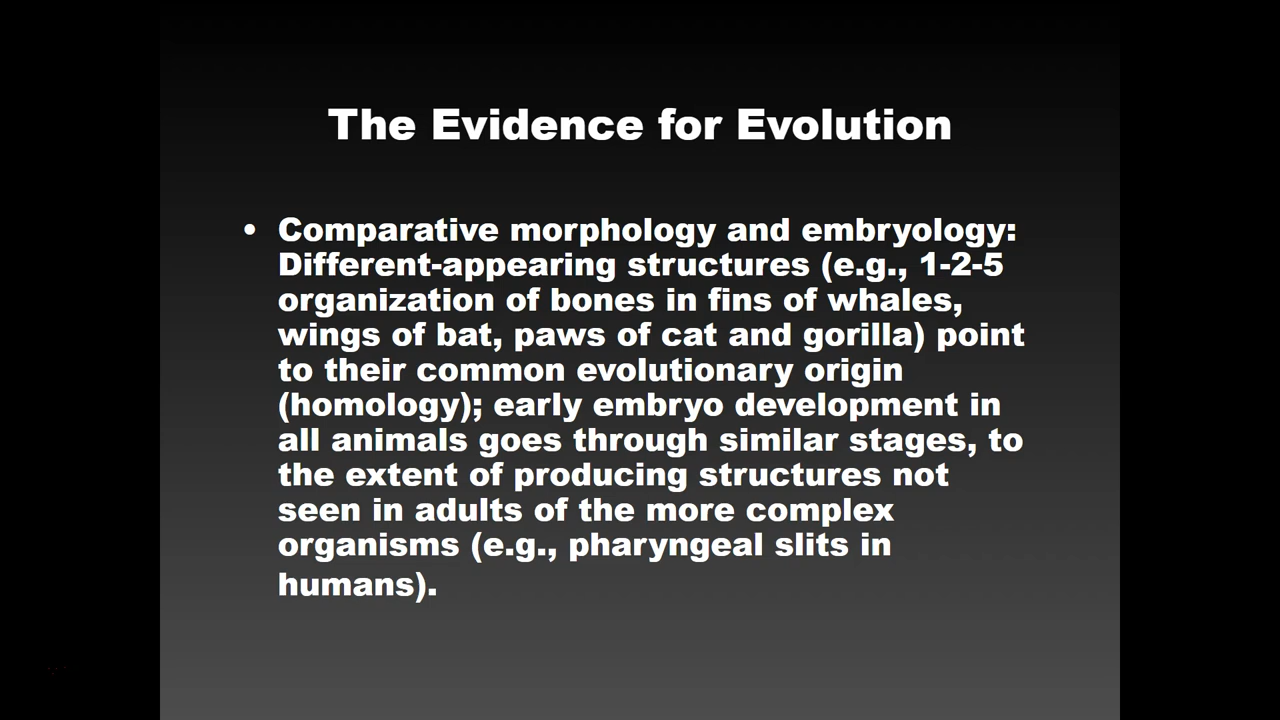 The Evidence for Evolution
• Comparative morphology and embryology:
Different-appearing structures (e.g., 1-2-5
organization of bones in fins of whales,
wings of bat, paws of cat and gorilla) point
to their common evolutionary origin
(homology); early embryo development in
all animals goes through similar stages, to
the extent of producing structures not
seen in adults of the more complex
organisms (e.g., pharyngeal slits in
humans).